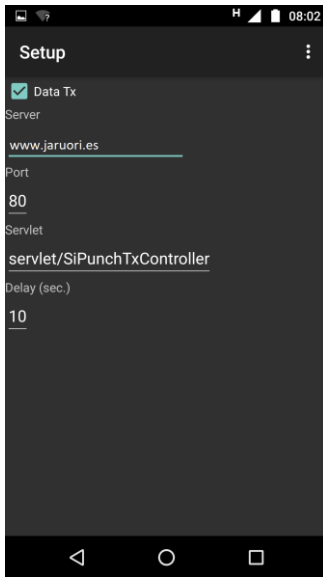 H 08:02
Setup
Data Tx
Server
www.jaruori.es
Port
80
Servlet
servlet/SiPunchTxController
Delay (sec.)
10